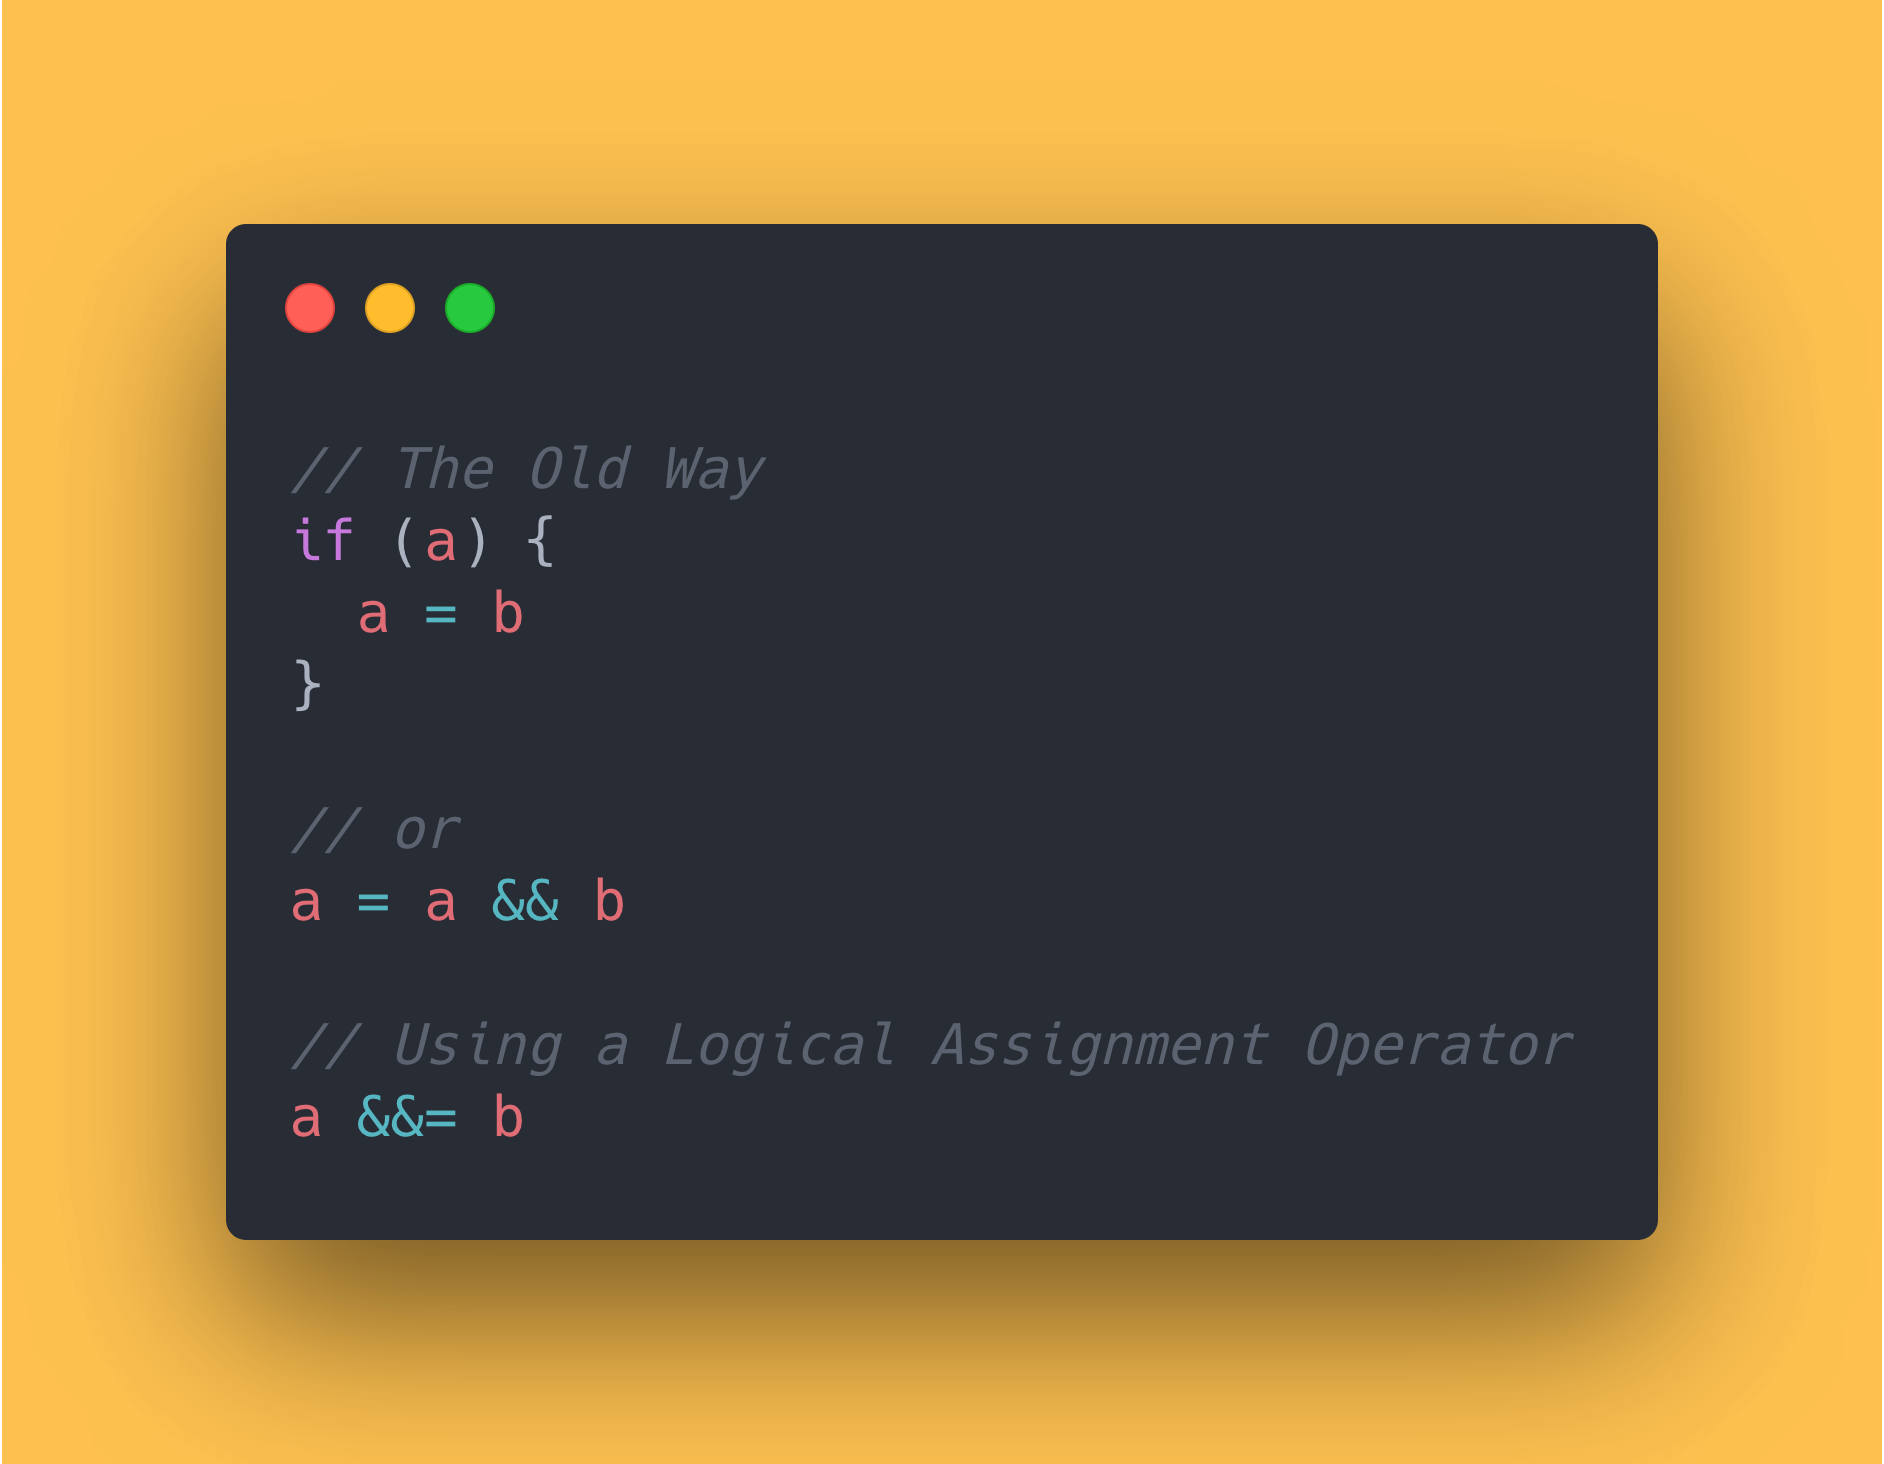 // The Old Way
if (a) {
  a = b
}
// or
a = a && b
// Using a Logical Assignment Operator
a &&= b